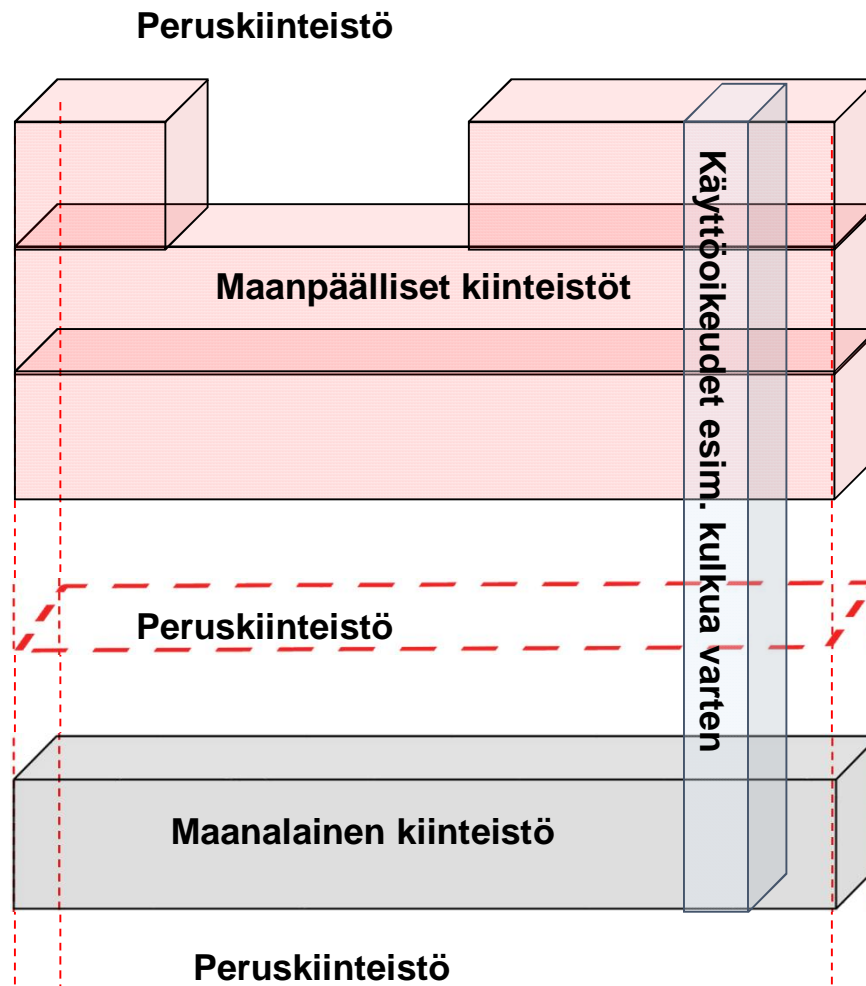 Peruskiinteistö
Maanpäälliset kiinteistöt
Käyttöoikeudet esim. kulkua varten
Peruskiinteistö
Maanalainen kiinteistö
Peruskiinteistö